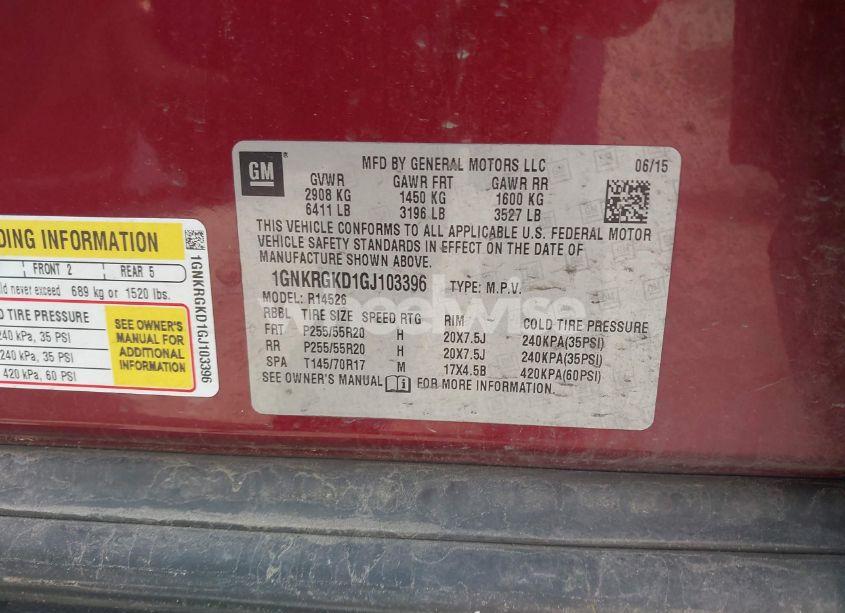 DING INFORMATION
FRONT 2 REAR 5
ld never exceed 689 kg or 1520 lbs.
D TIRE PRESSURE
240 kPa, 35 PSI
240 kPa, 35 PSI
420 kPa, 60 PSI
SEE OWNER'S
MANUAL FOR
ADDITIONAL
INFORMATION
1GNKRGKD1GJ103396
GM
MFD BY GENERAL MOTORS LLC 06/15
GVWR GAWR FRT GAWR RR
2908 KG 1450 KG 1600 KG
6411 LB 3196 LB 3527 LB
THIS VEHICLE CONFORMS TO ALL APPLICABLE U.S. FEDERAL MOTOR
VEHICLE SAFETY STANDARDS IN EFFECT ON THE DATE OF
MANUFACTURE SHOWN ABOVE.
1GNKRGKD1GJ103396 TYPE: M.P.V.
MODEL: R14526
RBBL TIRE SIZE SPEED RTG RIM COLD TIRE PRESSURE
FRT P255/55R20 H 20X7.5J 240KPA(35PSI)
RR P255/55R20 H 20X7.5J 240KPA(35PSI)
SPA T145/70R17 M 17X4.5B 420KPA(60PSI)
SEE OWNER'S MANUAL FOR MORE INFORMATION.